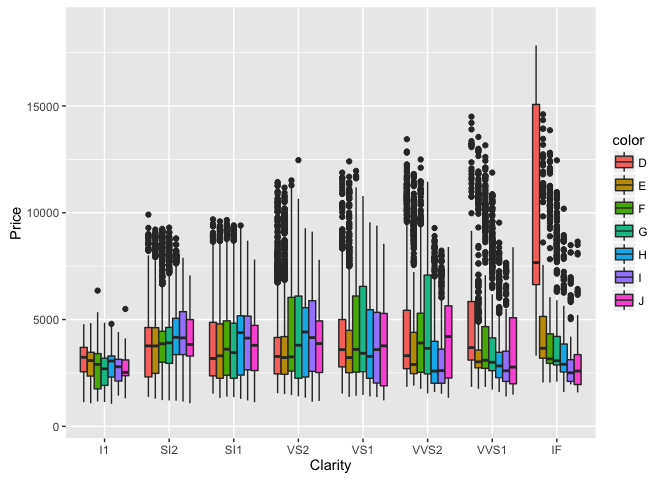 Price
15000
10000
5000
0
I1 SI2 SI1 VS2 VS1 VVS2 VVS1 IF
Clarity
color
D
E
F
G
H
I
J